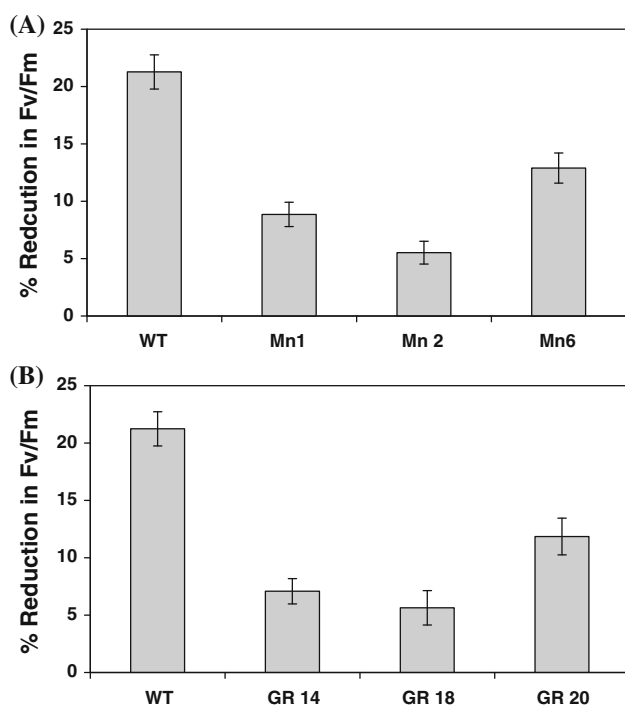 (A)
% Redcution in Fv/Fm
25
20
15
10
5
0
WT Mn1 Mn 2 Mn6
(B)
% Reduction in Fv/Fm
25
20
15
10
5
0
WT GR 14 GR 18 GR 20